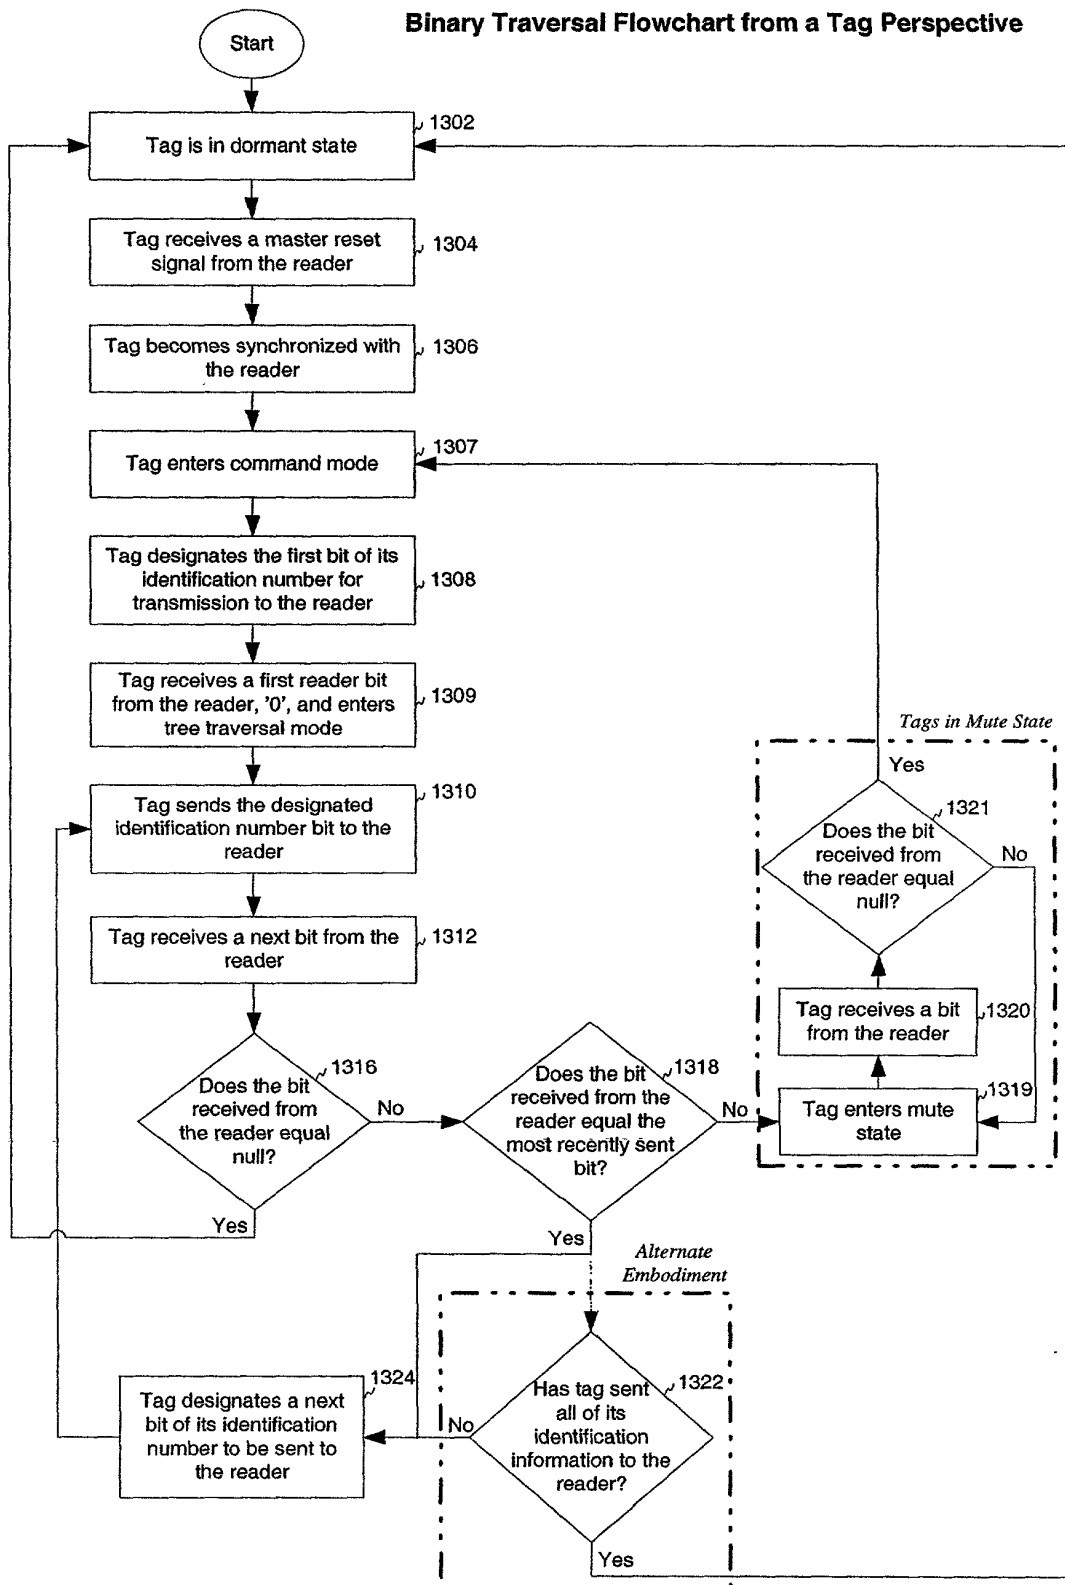 Binary Traversal Flowchart from a Tag Perspective
Start
1302
Tag is in dormant state
Tag receives a master reset
signal from the reader
1304
Tag becomes synchronized with
the reader
1306
1307
Tag enters command mode
Tag designates the first bit of its
identification number for
transmission to the reader
1308
Tag receives a first reader bit
from the reader, '0', and enters
tree traversal mode
1309
Tags in Mute State
1310
Tag sends the designated
identification number bit to the
reader
Yes
1321
Does the bit
received from
the reader equal
null?
No
Tag receives a next bit from the
reader
1312
Tag receives a bit
from the reader
1320
1316
Does the bit
received from
the reader equal
null?
No
Yes
1318
Does the bit
received from the
reader equal the
most recently sent
bit?
No
Yes
1319
Tag enters mute
state
Alternate
Embodiment
1324
Tag designates a next
bit of its identification
number to be sent to
the reader
No
1322
Has tag sent
all of its
identification
information to the
reader?
Yes